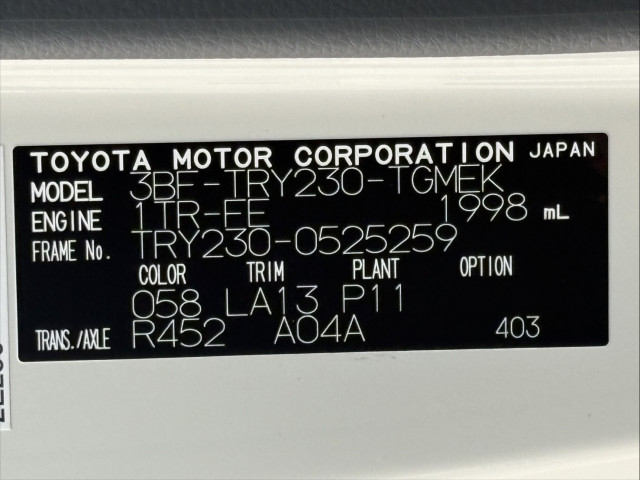 TOYOTA MOTOR CORPORATION JAPAN
MODEL 3BF-TRY230-TGMEK
ENGINE 1TR-FE 1998 mL
FRAME No. TRY230-0525259
COLOR TRIM PLANT OPTION
058 LA13 P11
TRANS./AXLE R452 A04A 403